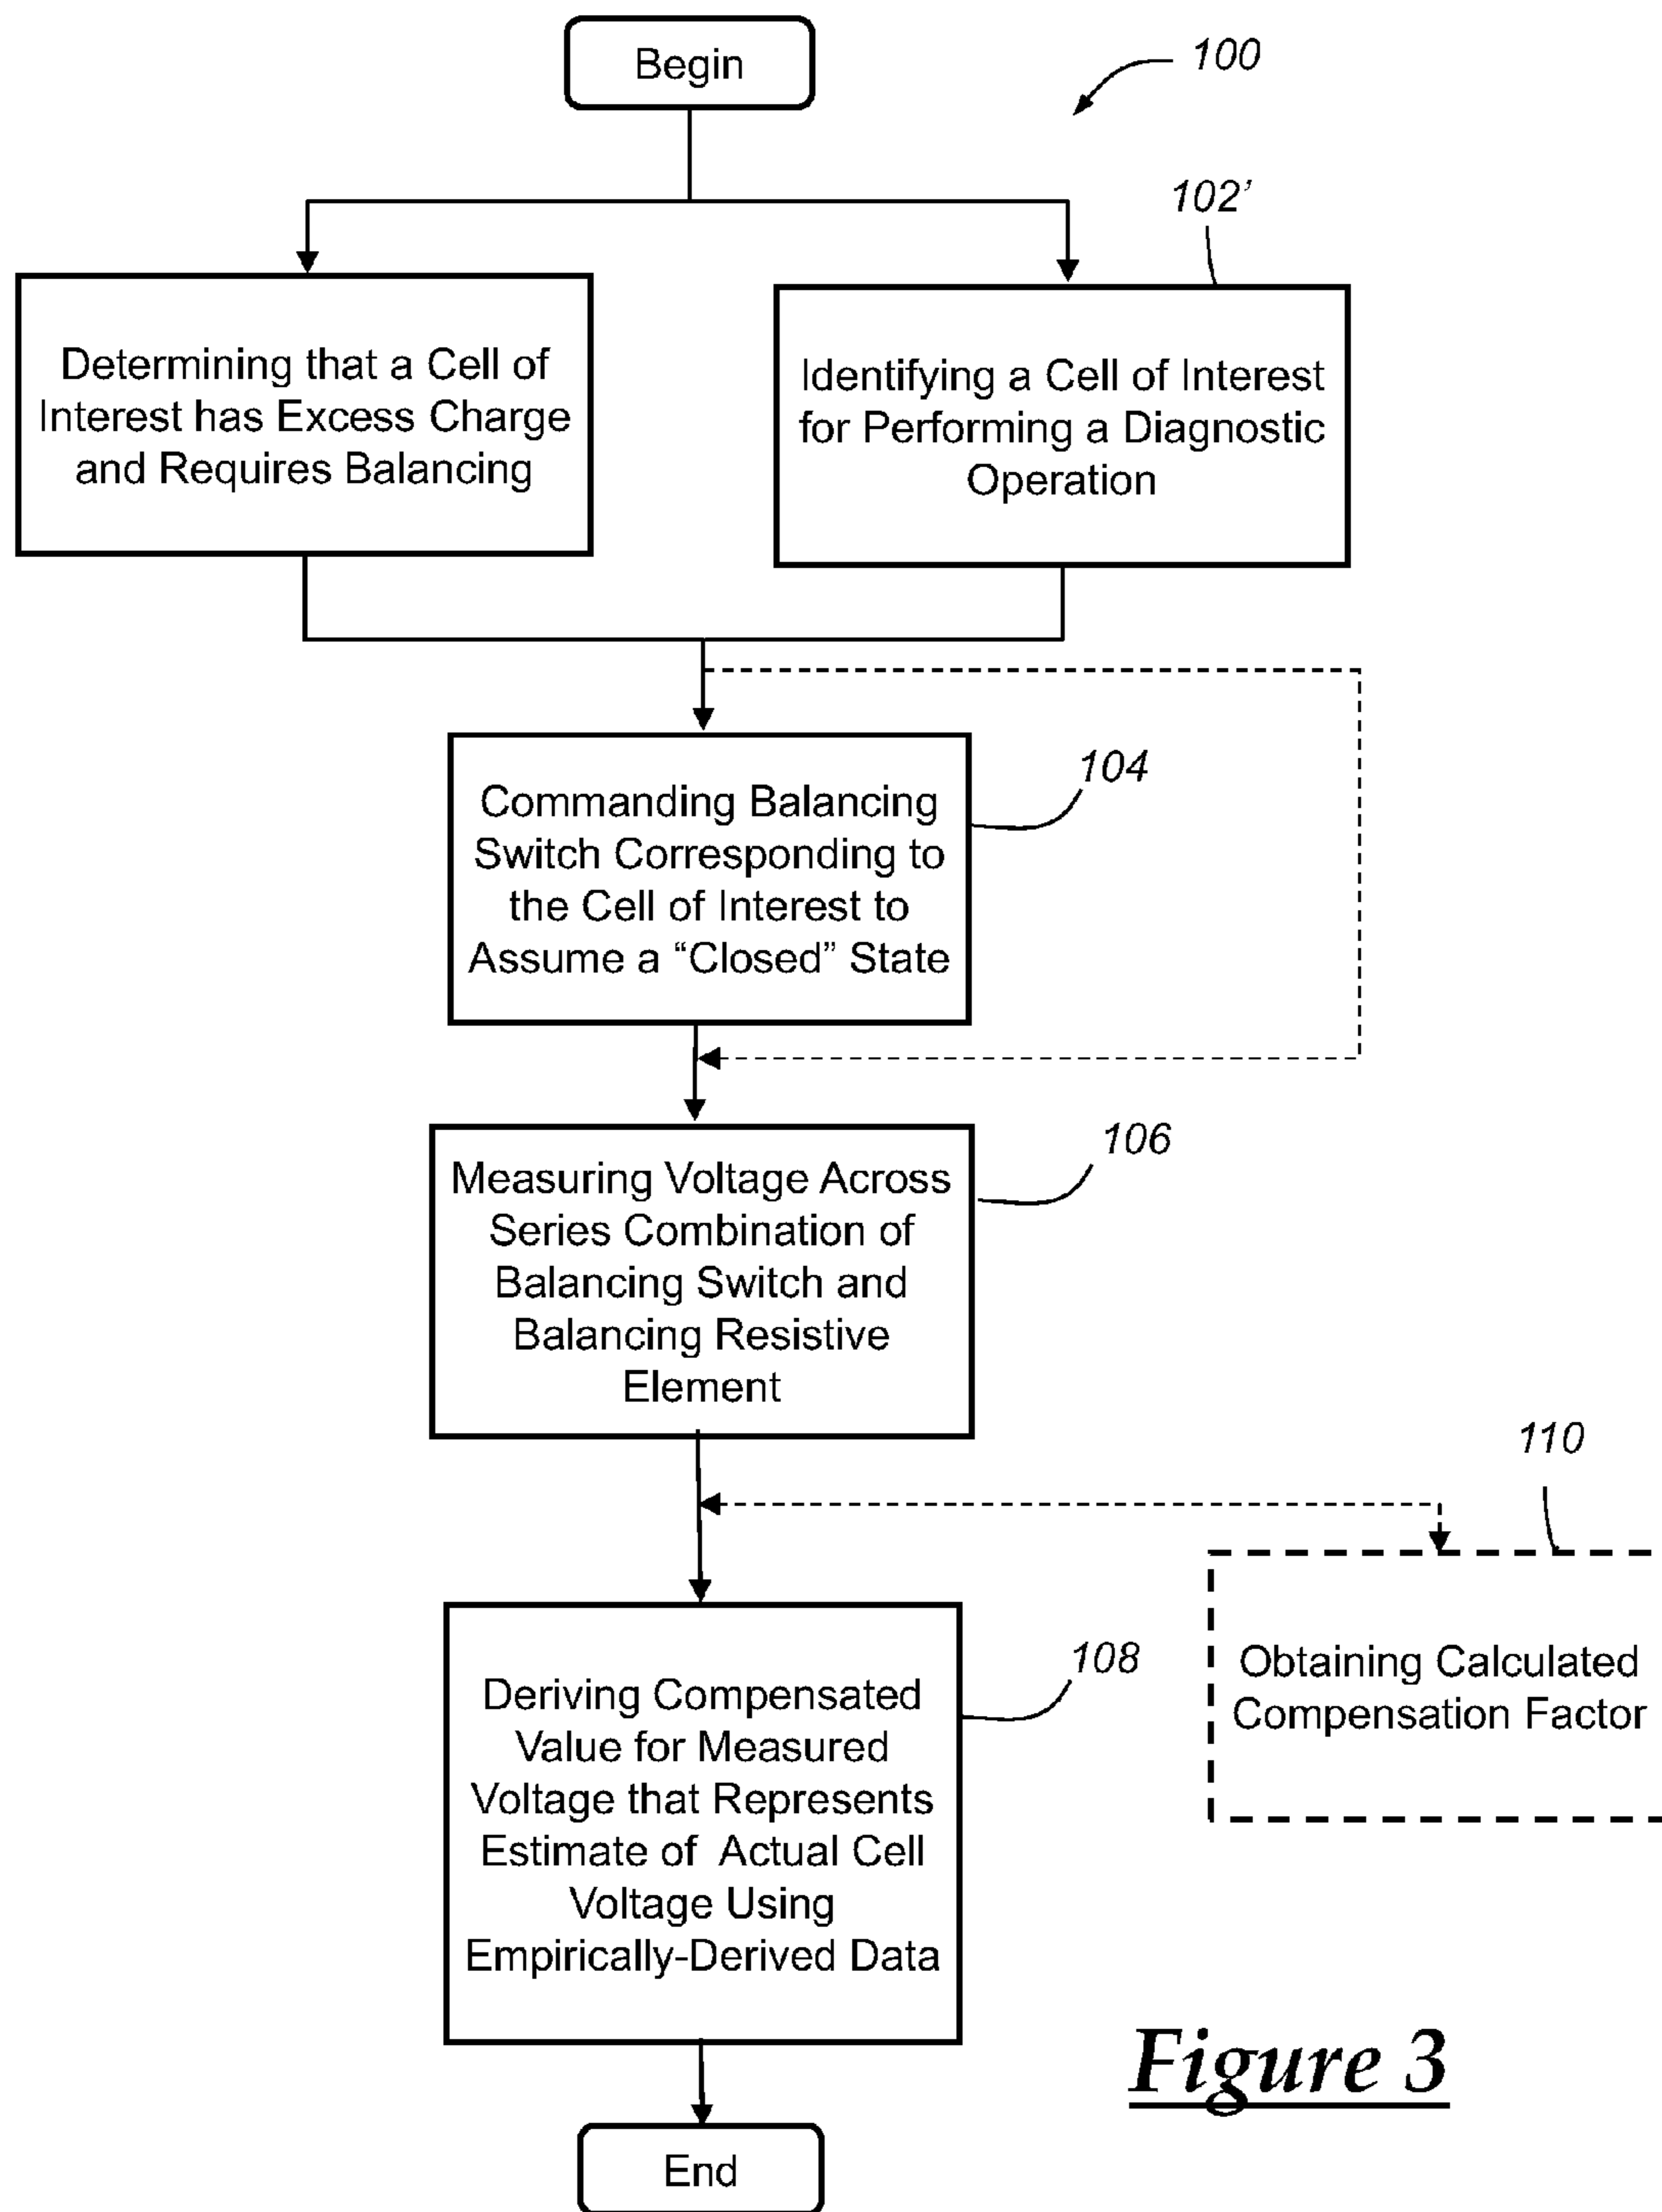 Begin
100
102’
Determining that a Cell of
Interest has Excess Charge
and Requires Balancing
Identifying a Cell of Interest
for Performing a Diagnostic
Operation
104
Commanding Balancing
Switch Corresponding to
the Cell of Interest to
Assume a “Closed” State
106
Measuring Voltage Across
Series Combination of
Balancing Switch and
Balancing Resistive
Element
110
Obtaining Calculated
Compensation Factor
108
Deriving Compensated
Value for Measured
Voltage that Represents
Estimate of Actual Cell
Voltage Using
Empirically-Derived Data
End
Figure 3